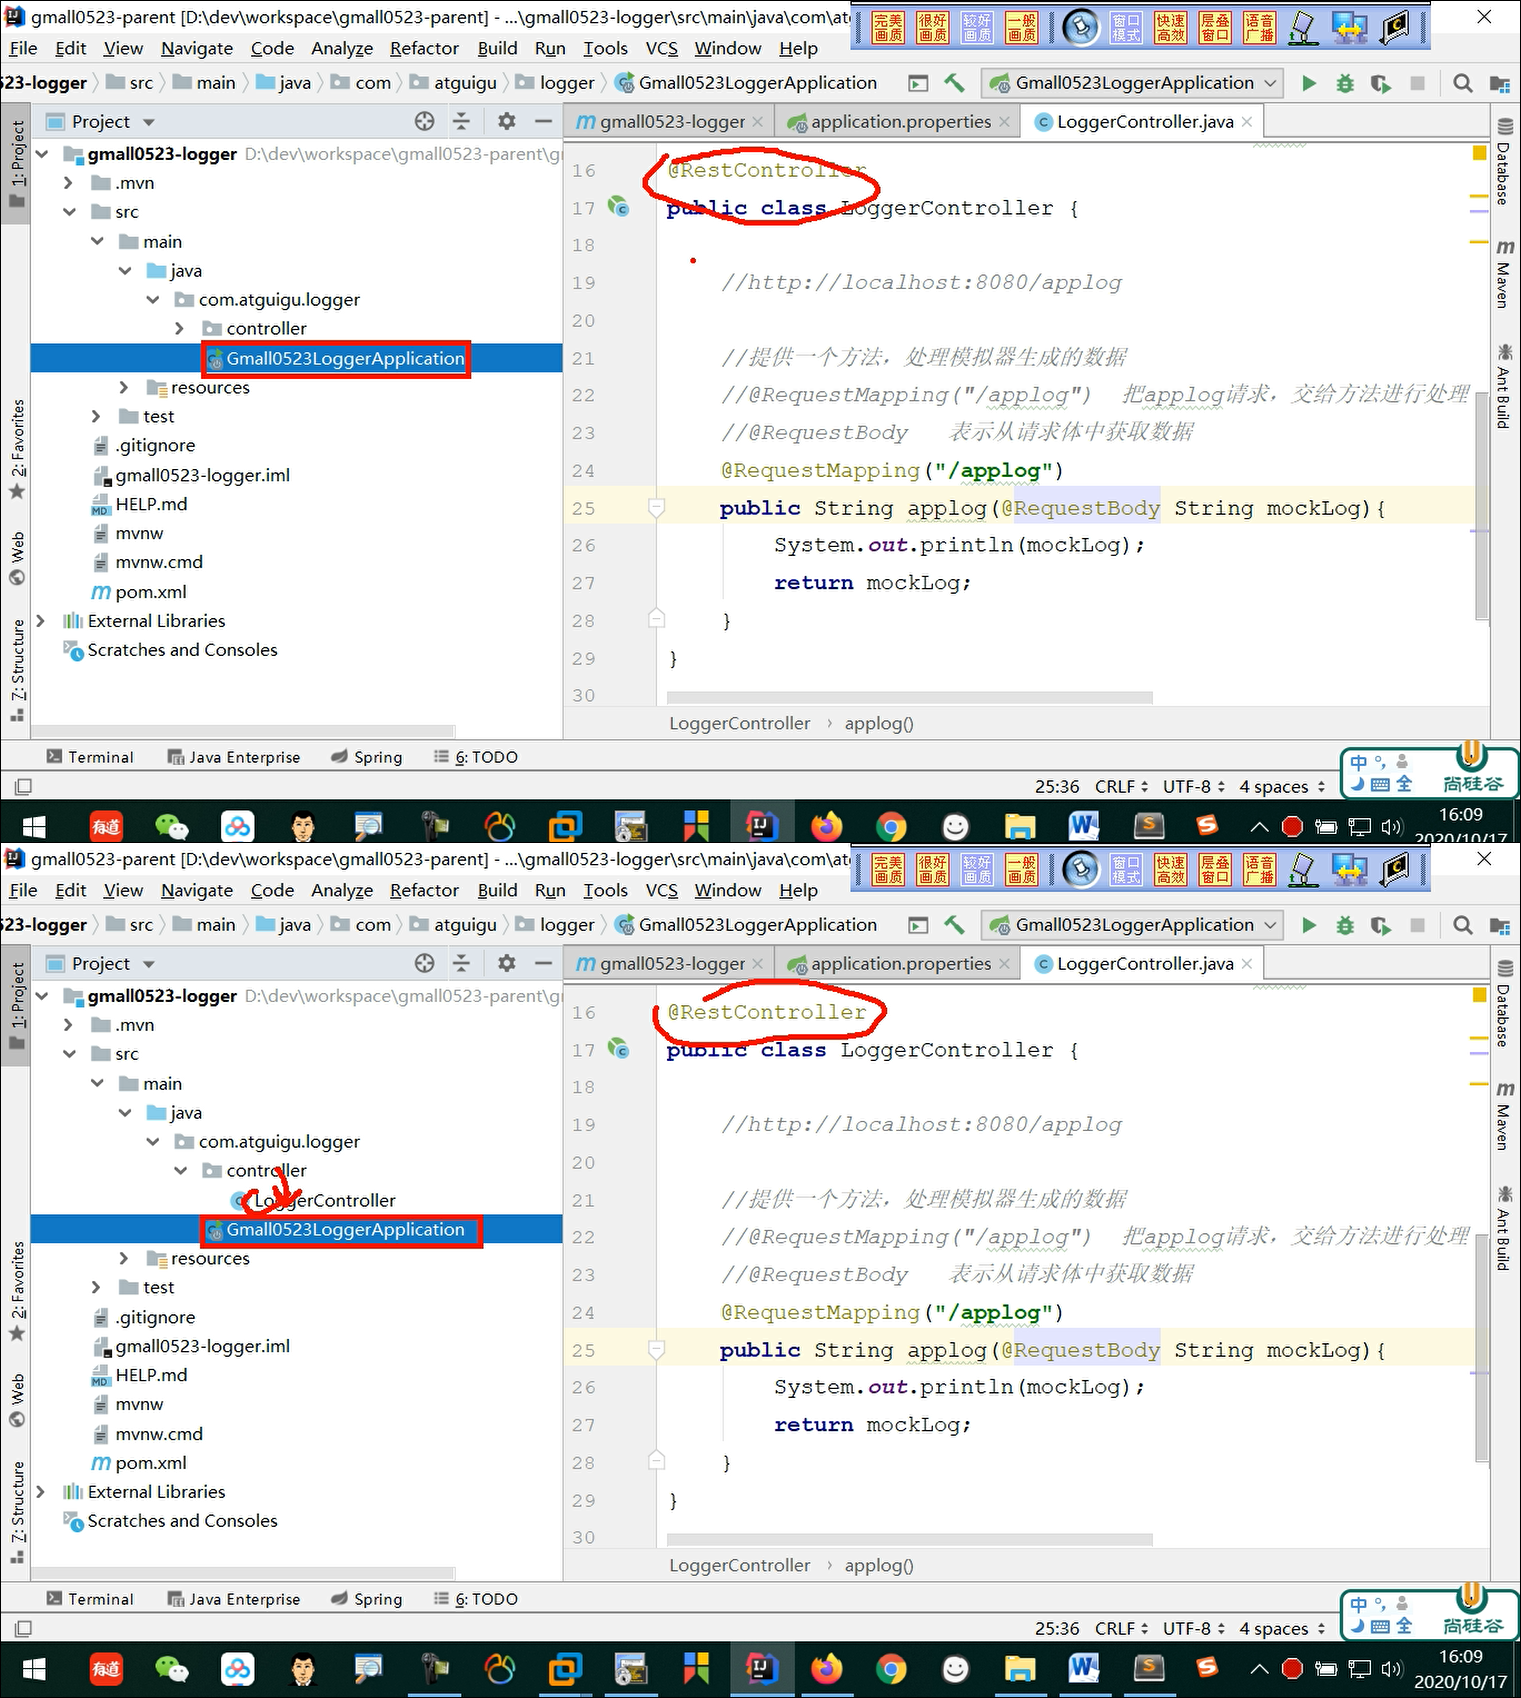 gmall0523-parent [D:\dev\workspace\gmall0523-parent] - ...\gmall0523-logger\src\main\java\com\at
完美画质 很好画质 较好画质 一般画质 窗口模式 快速高效 层叠窗口 语音广播
File Edit View Navigate Code Analyze Refactor Build Run Tools VCS Window Help
523-logger src main java com atguigu logger Gmall0523LoggerApplication Gmall0523LoggerApplication
Project gmall0523-logger application.properties LoggerController.java
1: Project
2: Favorites
Web
Z: Structure
gmall0523-logger D:\dev\workspace\gmall0523-parent\g
.mvn
src
main
java
com.atguigu.logger
controller
Gmall0523LoggerApplication
resources
test
.gitignore
gmall0523-logger.iml
HELP.md
mvnw
mvnw.cmd
pom.xml
External Libraries
Scratches and Consoles
16 @RestController
17 public class LoggerController {
18
19 //http://localhost:8080/applog
20
21 //提供一个方法，处理模拟器生成的数据
22 //@RequestMapping("/applog") 把applog请求，交给方法进行处理
23 //@RequestBody 表示从请求体中获取数据
24 @RequestMapping("/applog")
25 public String applog(@RequestBody String mockLog){
26 System.out.println(mockLog);
27 return mockLog;
28 }
29 }
30
LoggerController › applog()
Database
Maven
Ant Build
Terminal Java Enterprise Spring 6: TODO
25:36 CRLF UTF-8 4 spaces
中 °, 全
尚硅谷
有道
16:09
2020/10/17
gmall0523-parent [D:\dev\workspace\gmall0523-parent] - ...\gmall0523-logger\src\main\java\com\at
完美画质 很好画质 较好画质 一般画质 窗口模式 快速高效 层叠窗口 语音广播
File Edit View Navigate Code Analyze Refactor Build Run Tools VCS Window Help
523-logger src main java com atguigu logger Gmall0523LoggerApplication Gmall0523LoggerApplication
Project gmall0523-logger application.properties LoggerController.java
1: Project
2: Favorites
Web
Z: Structure
gmall0523-logger D:\dev\workspace\gmall0523-parent\g
.mvn
src
main
java
com.atguigu.logger
controller
LoggerController
Gmall0523LoggerApplication
resources
test
.gitignore
gmall0523-logger.iml
HELP.md
mvnw
mvnw.cmd
pom.xml
External Libraries
Scratches and Consoles
16 @RestController
17 public class LoggerController {
18
19 //http://localhost:8080/applog
20
21 //提供一个方法，处理模拟器生成的数据
22 //@RequestMapping("/applog") 把applog请求，交给方法进行处理
23 //@RequestBody 表示从请求体中获取数据
24 @RequestMapping("/applog")
25 public String applog(@RequestBody String mockLog){
26 System.out.println(mockLog);
27 return mockLog;
28 }
29 }
30
LoggerController › applog()
Database
Maven
Ant Build
Terminal Java Enterprise Spring 6: TODO
25:36 CRLF UTF-8 4 spaces
中 °, 全
尚硅谷
有道
16:09
2020/10/17